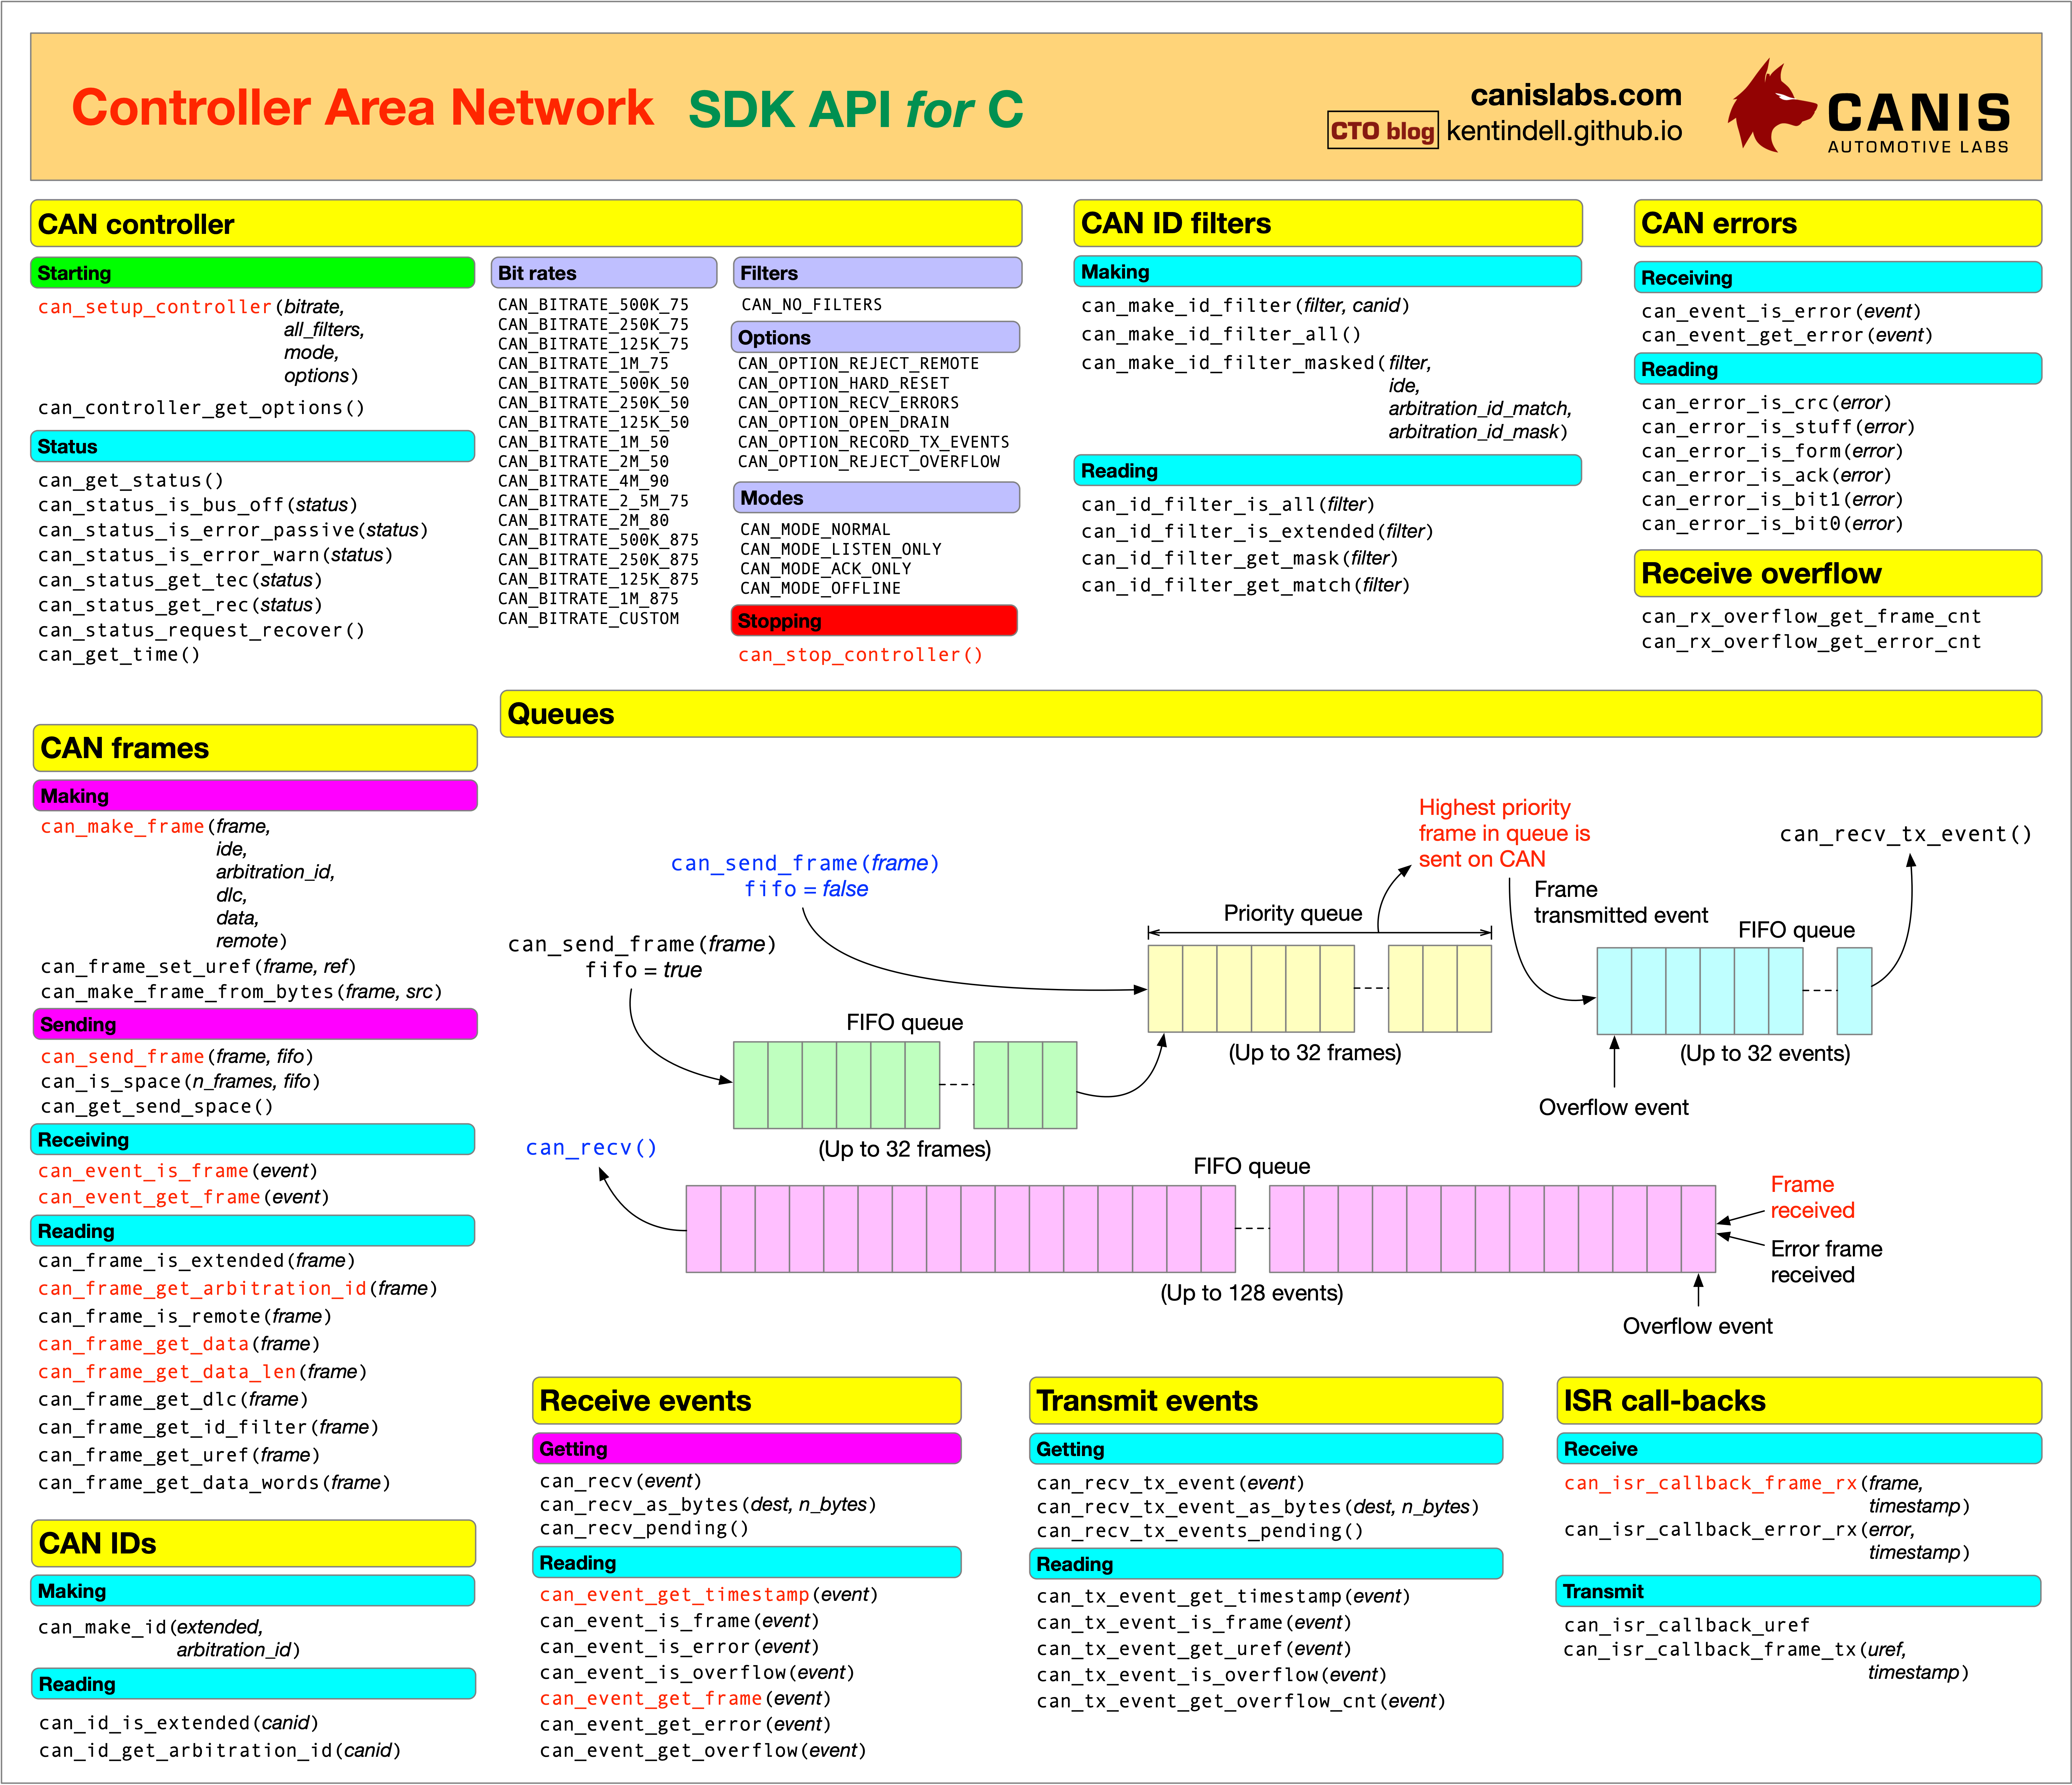 Controller Area Network SDK API for C
canislabs.com
CTO blog kentindell.github.io
CANIS
AUTOMOTIVE LABS
CAN controller
Starting
can_setup_controller(bitrate,
all_filters,
mode,
options)
can_controller_get_options()
Status
can_get_status()
can_status_is_bus_off(status)
can_status_is_error_passive(status)
can_status_is_error_warn(status)
can_status_get_tec(status)
can_status_get_rec(status)
can_status_request_recover()
can_get_time()
Bit rates
CAN_BITRATE_500K_75
CAN_BITRATE_250K_75
CAN_BITRATE_125K_75
CAN_BITRATE_1M_75
CAN_BITRATE_500K_50
CAN_BITRATE_250K_50
CAN_BITRATE_125K_50
CAN_BITRATE_1M_50
CAN_BITRATE_2M_50
CAN_BITRATE_4M_90
CAN_BITRATE_2_5M_75
CAN_BITRATE_2M_80
CAN_BITRATE_500K_875
CAN_BITRATE_250K_875
CAN_BITRATE_125K_875
CAN_BITRATE_1M_875
CAN_BITRATE_CUSTOM
Filters
CAN_NO_FILTERS
Options
CAN_OPTION_REJECT_REMOTE
CAN_OPTION_HARD_RESET
CAN_OPTION_RECV_ERRORS
CAN_OPTION_OPEN_DRAIN
CAN_OPTION_RECORD_TX_EVENTS
CAN_OPTION_REJECT_OVERFLOW
Modes
CAN_MODE_NORMAL
CAN_MODE_LISTEN_ONLY
CAN_MODE_ACK_ONLY
CAN_MODE_OFFLINE
Stopping
can_stop_controller()
CAN ID filters
Making
can_make_id_filter(filter, canid)
can_make_id_filter_all()
can_make_id_filter_masked(filter,
ide,
arbitration_id_match,
arbitration_id_mask)
Reading
can_id_filter_is_all(filter)
can_id_filter_is_extended(filter)
can_id_filter_get_mask(filter)
can_id_filter_get_match(filter)
CAN errors
Receiving
can_event_is_error(event)
can_event_get_error(event)
Reading
can_error_is_crc(error)
can_error_is_stuff(error)
can_error_is_form(error)
can_error_is_ack(error)
can_error_is_bit1(error)
can_error_is_bit0(error)
Receive overflow
can_rx_overflow_get_frame_cnt
can_rx_overflow_get_error_cnt
CAN frames
Making
can_make_frame(frame,
ide,
arbitration_id,
dlc,
data,
remote)
can_frame_set_uref(frame, ref)
can_make_frame_from_bytes(frame, src)
Sending
can_send_frame(frame, fifo)
can_is_space(n_frames, fifo)
can_get_send_space()
Receiving
can_event_is_frame(event)
can_event_get_frame(event)
Reading
can_frame_is_extended(frame)
can_frame_get_arbitration_id(frame)
can_frame_is_remote(frame)
can_frame_get_data(frame)
can_frame_get_data_len(frame)
can_frame_get_dlc(frame)
can_frame_get_id_filter(frame)
can_frame_get_uref(frame)
can_frame_get_data_words(frame)
CAN IDs
Making
can_make_id(extended,
arbitration_id)
Reading
can_id_is_extended(canid)
can_id_get_arbitration_id(canid)
Queues
can_send_frame(frame)
fifo = false
can_send_frame(frame)
fifo = true
FIFO queue
(Up to 32 frames)
Priority queue
(Up to 32 frames)
Highest priority
frame in queue is
sent on CAN
Frame
transmitted event
can_recv_tx_event()
FIFO queue
(Up to 32 events)
Overflow event
can_recv()
FIFO queue
(Up to 128 events)
Frame
received
Error frame
received
Overflow event
Receive events
Getting
can_recv(event)
can_recv_as_bytes(dest, n_bytes)
can_recv_pending()
Reading
can_event_get_timestamp(event)
can_event_is_frame(event)
can_event_is_error(event)
can_event_is_overflow(event)
can_event_get_frame(event)
can_event_get_error(event)
can_event_get_overflow(event)
Transmit events
Getting
can_recv_tx_event(event)
can_recv_tx_event_as_bytes(dest, n_bytes)
can_recv_tx_events_pending()
Reading
can_tx_event_get_timestamp(event)
can_tx_event_is_frame(event)
can_tx_event_get_uref(event)
can_tx_event_is_overflow(event)
can_tx_event_get_overflow_cnt(event)
ISR call-backs
Receive
can_isr_callback_frame_rx(frame,
timestamp)
can_isr_callback_error_rx(error,
timestamp)
Transmit
can_isr_callback_uref
can_isr_callback_frame_tx(uref,
timestamp)